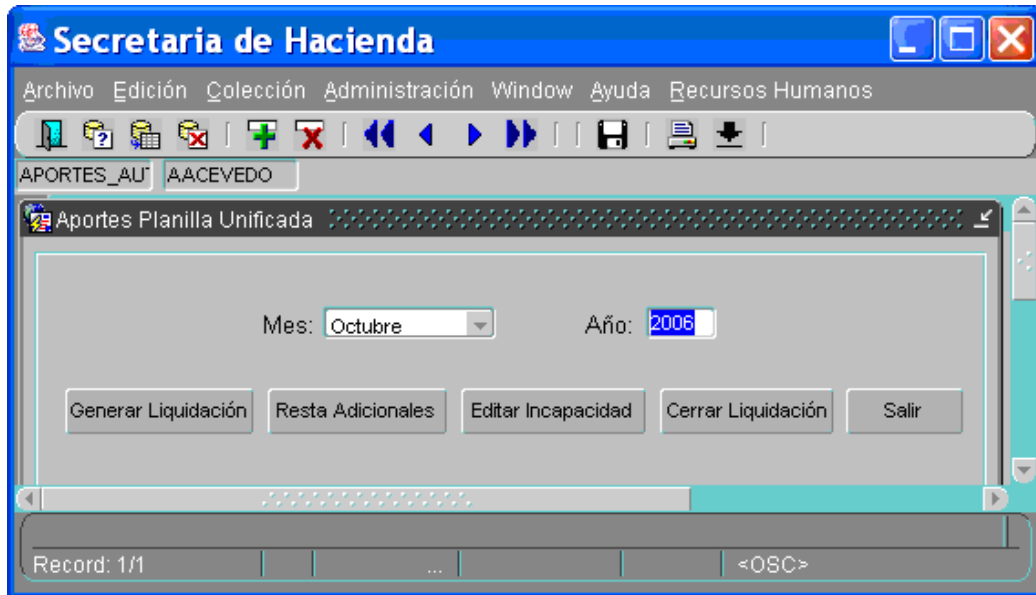 Secretaria de Hacienda
Archivo Edición Colección Administración Window Ayuda Recursos Humanos
APORTES_AUT AACEVEDO
Aportes Planilla Unificada
Mes: Octubre Año: 2006
Generar Liquidación Resta Adicionales Editar Incapacidad Cerrar Liquidación Salir
Record: 1/1 ... <OSC>